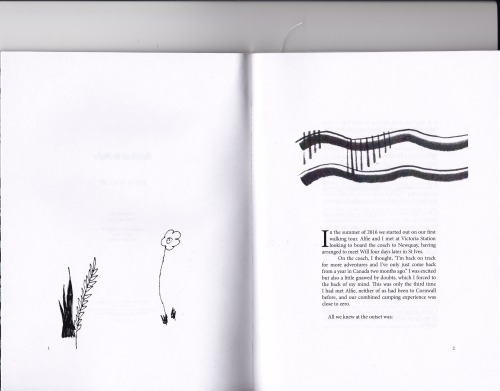 In the summer of 2016 we started out on our first
walking tour. Alfie and I met at Victoria Station
looking to board the coach to Newquay, having
arranged to meet Will four days later in St Ives.
On the coach, I thought, "I'm back on track
for more adventures and I've only just come back
from a year in Canada two months ago." I was excited
but also a little gnawed by doubts, which I forced to
the back of my mind. This was only the third time
I had met Alfie, neither of us had been to Cornwall
before, and our combined camping experience was
close to zero.
All we knew at the outset was:
1
2